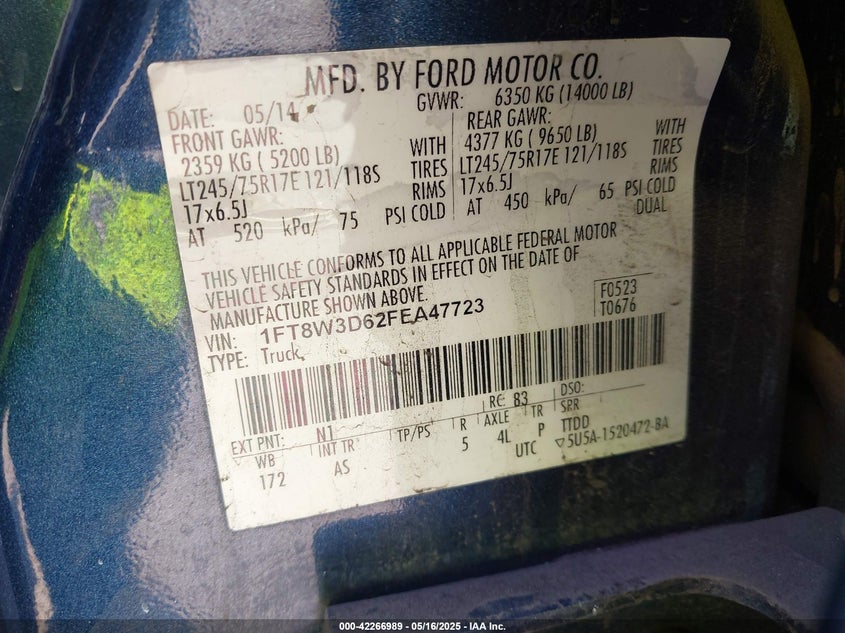 MFD. BY FORD MOTOR CO.
DATE: 05/14
GVWR: 6350 KG (14000 LB)
FRONT GAWR:
2359 KG ( 5200 LB)
WITH
LT245/75R17E 121/118S
TIRES
17x6.5J
RIMS
AT 520 kPa/ 75 PSI COLD
REAR GAWR:
4377 KG ( 9650 LB)
WITH
LT245/75R17E 121/118S
TIRES
17x6.5J
RIMS
AT 450 kPa/ 65 PSI COLD
DUAL
THIS VEHICLE CONFORMS TO ALL APPLICABLE FEDERAL MOTOR
VEHICLE SAFETY STANDARDS IN EFFECT ON THE DATE OF
MANUFACTURE SHOWN ABOVE.
VIN: 1FT8W3D62FEA47723
TYPE: Truck
F0523
T0676
EXT PNT: N1
RC: 83
DSO:
WB
INT TR
TP/PS
R
AXLE
TR
SPR
172
AS
5
4L
P
TTDD
UTC
▽5U5A-1520472-BA
000-42266989 - 05/16/2025 - IAA Inc.